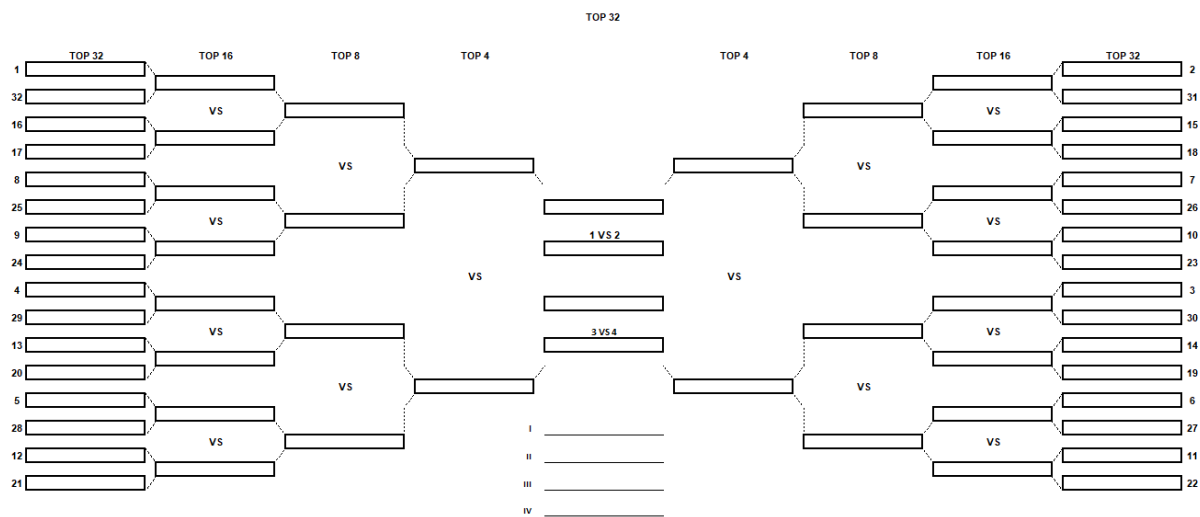 TOP 32
TOP 32 TOP 16 TOP 8 TOP 4 TOP 4 TOP 8 TOP 16 TOP 32
1 2
32 VS VS 31
16 15
17 VS VS 18
8 7
25 VS VS 26
9 1 VS 2 10
24 23
VS VS
4 3
29 VS 3 VS 4 VS 30
13 14
20 VS VS 19
5 6
28 I 27
VS VS
12 II 11
21 III 22
IV